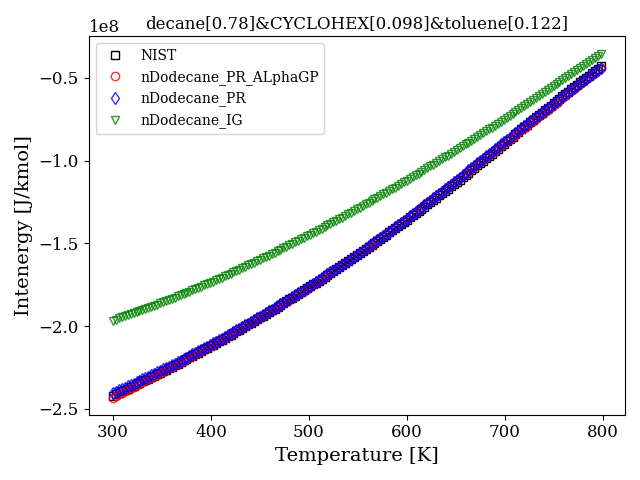 decane[0.78]&CYCLOHEX[0.098]&toluene[0.122]
1e8
NIST
nDodecane_PR_ALphaGP
nDodecane_PR
nDodecane_IG
Intenergy [J/kmol]
−0.5
−1.0
−1.5
−2.0
−2.5
300 400 500 600 700 800
Temperature [K]